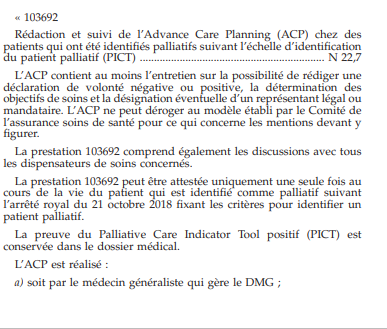 « 103692
Rédaction et suivi de l'Advance Care Planning (ACP) chez des
patients qui ont été identifiés palliatifs suivant l'échelle d'identification
du patient palliatif (PICT) ................................................................ N 22,7
L'ACP contient au moins l'entretien sur la possibilité de rédiger une
déclaration de volonté négative ou positive, la détermination des
objectifs de soins et la désignation éventuelle d'un représentant légal ou
mandataire. L'ACP ne peut déroger au modèle établi par le Comité de
l'assurance soins de santé pour ce qui concerne les mentions devant y
figurer.
La prestation 103692 comprend également les discussions avec tous
les dispensateurs de soins concernés.
La prestation 103692 peut être attestée uniquement une seule fois au
cours de la vie du patient qui est identifié comme palliatif suivant
l'arrêté royal du 21 octobre 2018 fixant les critères pour identifier un
patient palliatif.
La preuve du Palliative Care Indicator Tool positif (PICT) est
conservée dans le dossier médical.
L'ACP est réalisé :
a) soit par le médecin généraliste qui gère le DMG ;